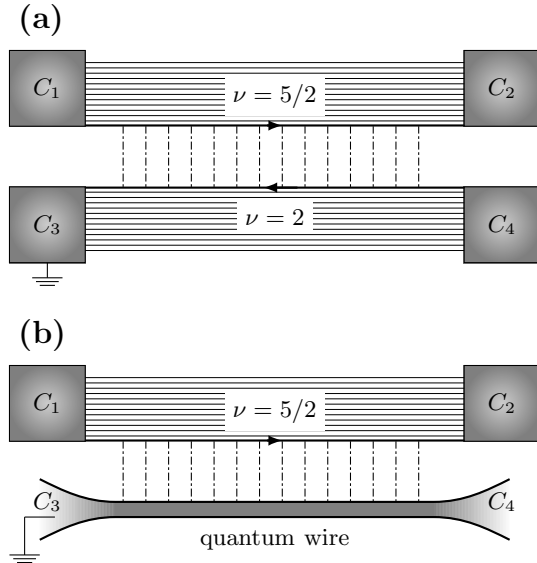 (a)
C₁ ν = 5/2 C₂
C₃ ν = 2 C₄
(b)
C₁ ν = 5/2 C₂
C₃ C₄
quantum wire